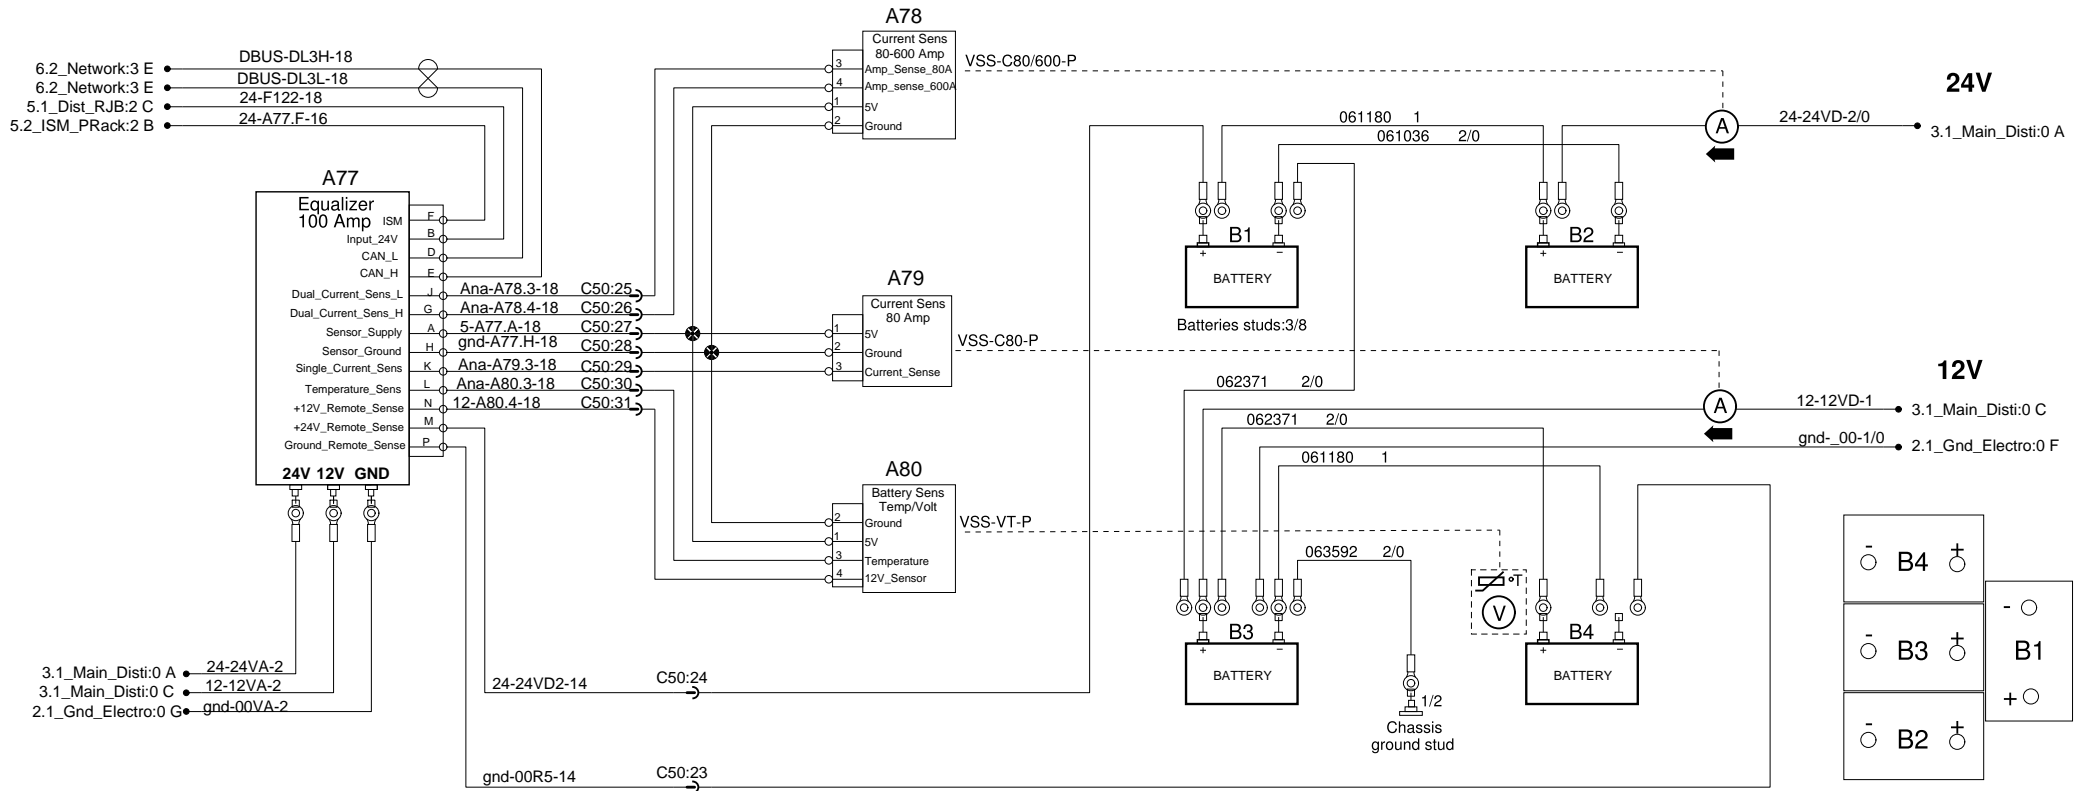 A78
Current Sens
80-600 Amp
3 Amp_Sense_80A
4 Amp_sense_600A
1 5V
2 Ground
VSS-C80/600-P
6.2_Network:3 E DBUS-DL3H-18
6.2_Network:3 E DBUS-DL3L-18
5.1_Dist_RJB:2 C 24-F122-18
5.2_ISM_PRack:2 B 24-A77.F-16
24V
A 24-24VD-2/0 3.1_Main_Disti:0 A
061180 1
061036 2/0
A77
Equalizer
100 Amp
ISM F
Input_24V B
CAN_L D
CAN_H E
Dual_Current_Sens_L J Ana-A78.3-18 C50:25
Dual_Current_Sens_H G Ana-A78.4-18 C50:26
Sensor_Supply A 5-A77.A-18 C50:27
Sensor_Ground H gnd-A77.H-18 C50:28
Single_Current_Sens K Ana-A79.3-18 C50:29
Temperature_Sens L Ana-A80.3-18 C50:30
+12V_Remote_Sense N 12-A80.4-18 C50:31
+24V_Remote_Sense M
Ground_Remote_Sense P
24V 12V GND
B1
+ −
BATTERY
Batteries studs:3/8
B2
+ −
BATTERY
A79
Current Sens
80 Amp
1 5V
2 Ground
3 Current_Sense
VSS-C80-P
12V
A 12-12VD-1 3.1_Main_Disti:0 C
gnd-_00-1/0 2.1_Gnd_Electro:0 F
062371 2/0
062371 2/0
061180 1
A80
Battery Sens
Temp/Volt
2 Ground
1 5V
3 Temperature
4 12V_Sensor
VSS-VT-P
063592 2/0
°T
V
B3
+ −
BATTERY
B4
+ −
BATTERY
1/2
Chassis
ground stud
3.1_Main_Disti:0 A 24-24VA-2
3.1_Main_Disti:0 C 12-12VA-2
2.1_Gnd_Electro:0 G gnd-00VA-2
24-24VD2-14 C50:24
gnd-00R5-14 C50:23
- B4 +
- B3 +
- B2 +
-
B1
+